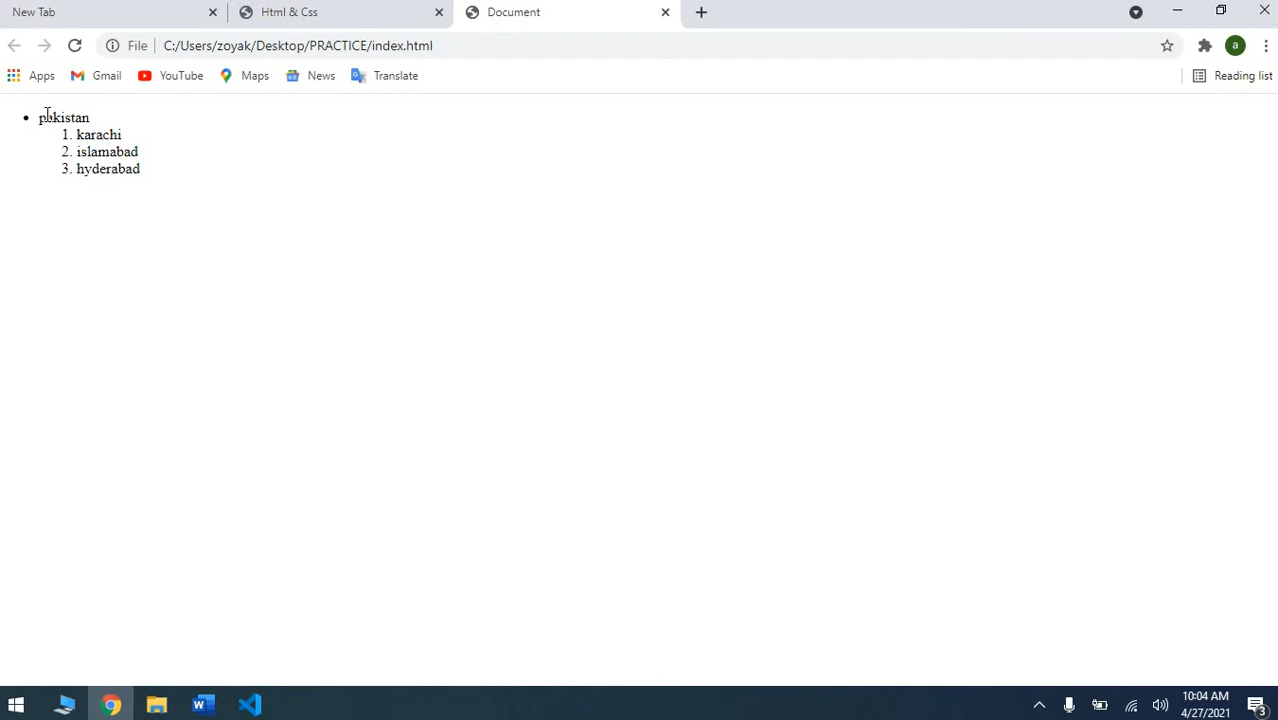 New Tab
Html & Css
Document
a
File
C:/Users/zoyak/Desktop/PRACTICE/index.html
Apps
Gmail
YouTube
Maps
News
Translate
Reading list
pakistan
1. karachi
2. islamabad
3. hyderabad
10:04 AM
4/27/2021
3